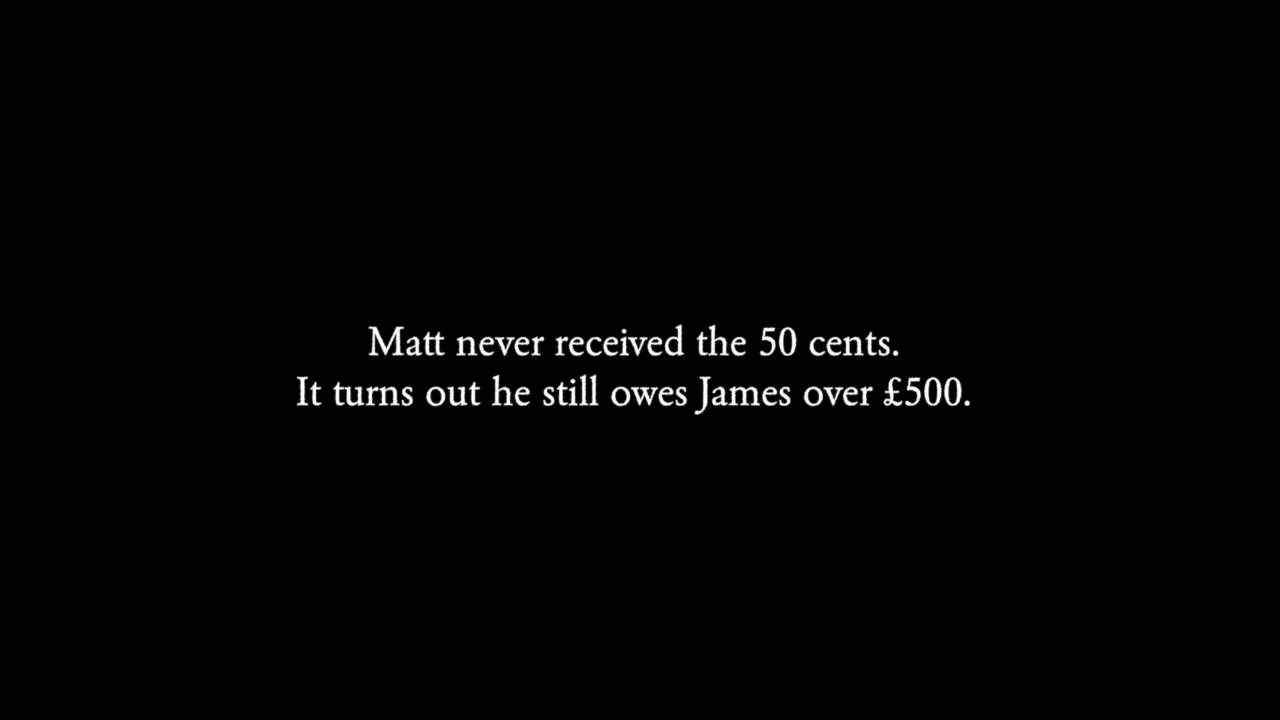 Matt never received the 50 cents.
It turns out he still owes James over £500.